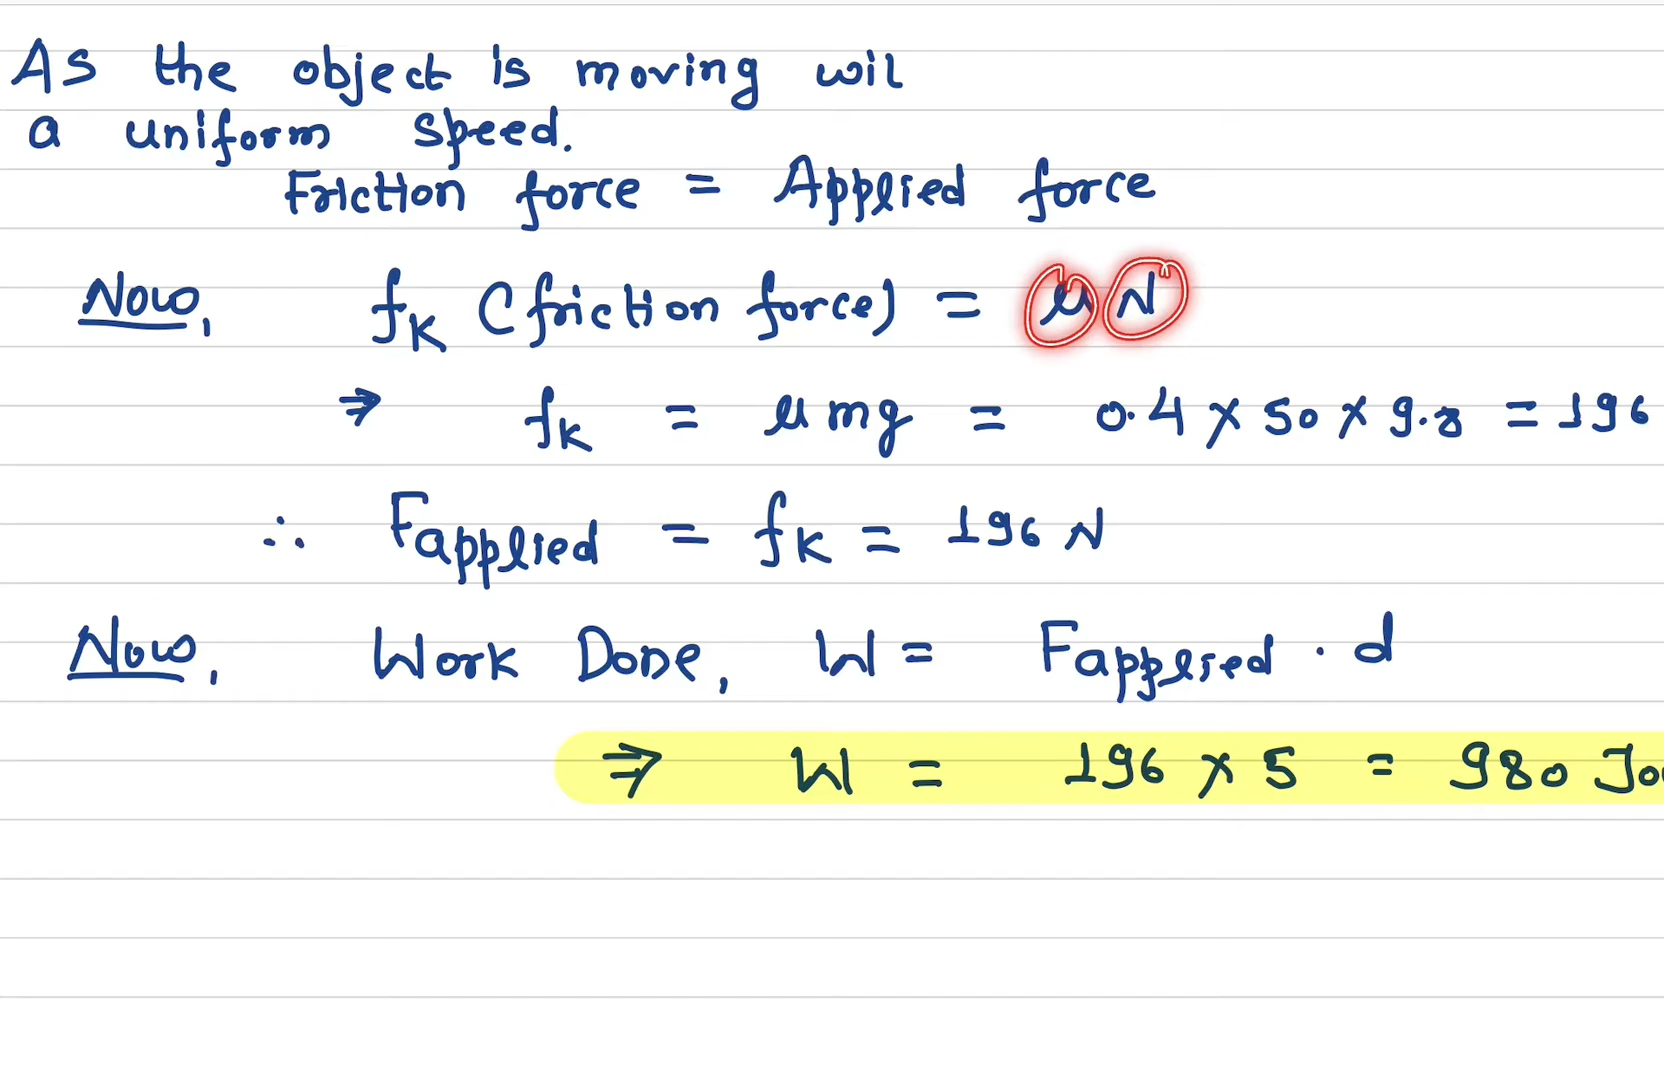 As the object is moving wil
a uniform speed.
Friction force = Applied force
Now, fK (friction force) = μN
⇒ fK = μmg = 0.4 × 50 × 9.8 = 196
∴ Fapplied = fK = 196 N
Now, Work Done, W = Fapplied . d
⇒ W = 196 × 5 = 980 Jo